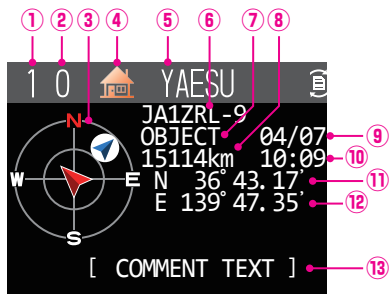 ① ② ③ ④ ⑤ ⑥ ⑦ ⑧
1 0 YAESU
JA1ZRL-9
N OBJECT 04/07 ⑨
15114km 10:09 ⑩
W E N 36°43.17' ⑪
E 139°47.35' ⑫
S
[ COMMENT TEXT ] ⑬